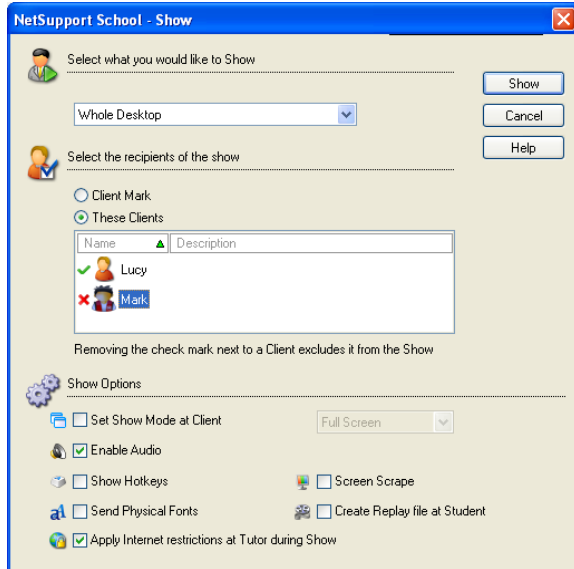 NetSupport School - Show
Select what you would like to Show
Show
Whole Desktop
Cancel
Help
Select the recipients of the show
Client Mark
These Clients
Name Description
Lucy
Mark
Removing the check mark next to a Client excludes it from the Show
Show Options
Set Show Mode at Client Full Screen
Enable Audio
Show Hotkeys Screen Scrape
Send Physical Fonts Create Replay file at Student
Apply Internet restrictions at Tutor during Show